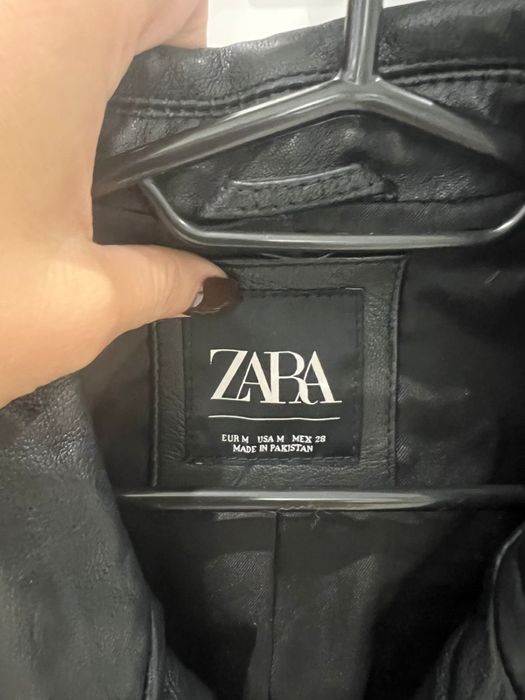 ZARA
EUR M USA M MEX 28
MADE IN PAKISTAN